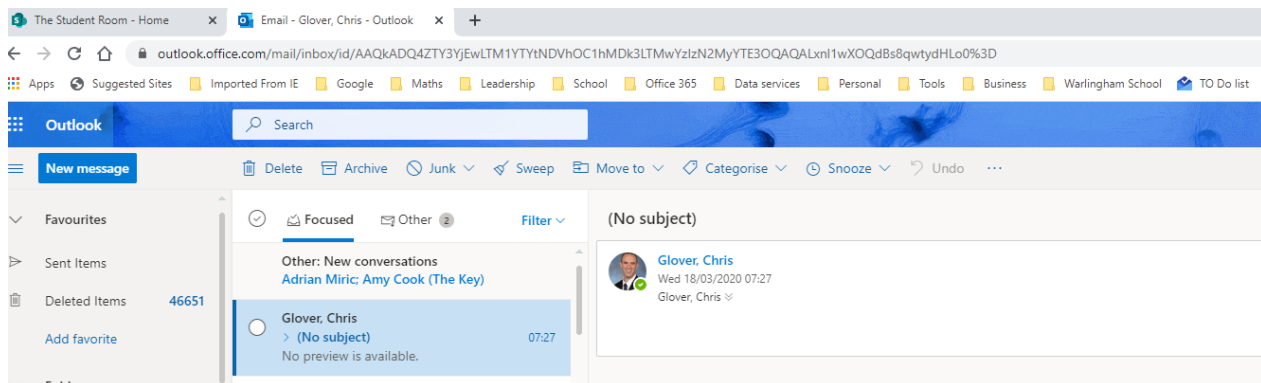 The Student Room - Home
Email - Glover, Chris - Outlook
outlook.office.com/mail/inbox/id/AAQkADQ4ZTY3YjEwLTM1YTYtNDVhOC1hMDk3LTMwYzIzN2MyYTE3OQAQALxnI1wXOQdBs8qwtydHLo0%3D
Apps Suggested Sites Imported From IE Google Maths Leadership School Office 365 Data services Personal Tools Business Warlingham School TO Do list
Outlook Search
New message Delete Archive Junk Sweep Move to Categorise Snooze Undo ...
Favourites
Sent Items
Deleted Items 46651
Add favorite
Focused Other 2 Filter
Other: New conversations
Adrian Miric; Amy Cook (The Key)
Glover, Chris
> (No subject) 07:27
No preview is available.
(No subject)
Glover, Chris
Wed 18/03/2020 07:27
Glover, Chris